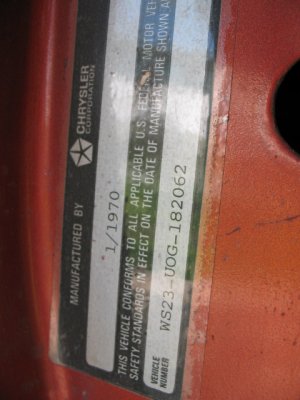 MANUFACTURED BY
CHRYSLER
CORPORATION
1/1970
THIS VEHICLE CONFORMS TO ALL APPLICABLE U.S. FEDERAL MOTOR
SAFETY STANDARDS IN EFFECT ON THE DATE OF MANUFACTURE SHOWN
VEHICLE
NUMBER
WS23-UOG-182062